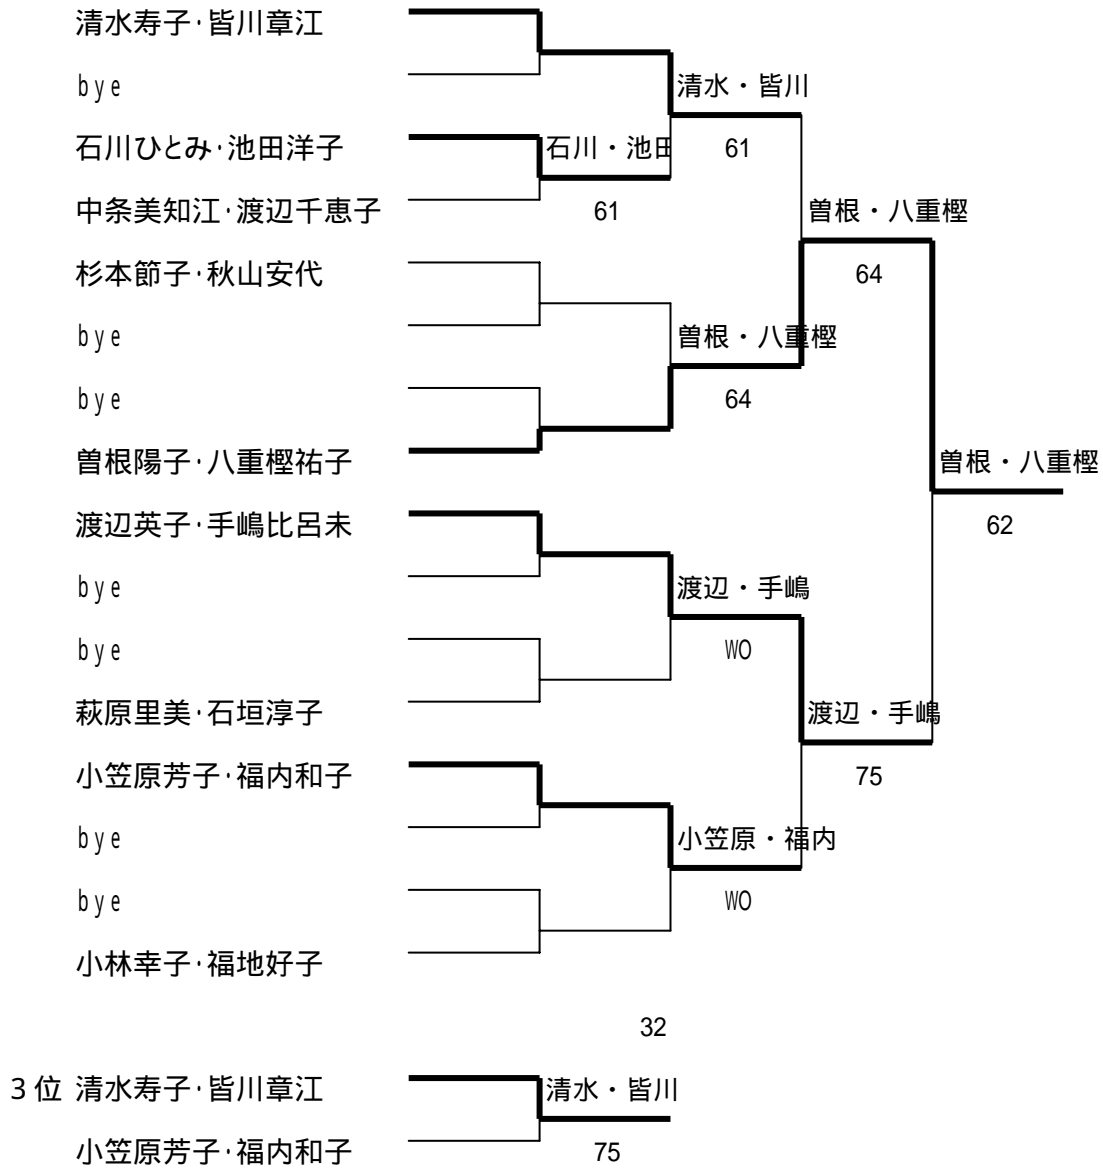 清水寿子･皆川章江
bye
清水・皆川
石川ひとみ･池田洋子
石川・池田
61
中条美知江･渡辺千恵子
61
曽根・八重樫
杉本節子･秋山安代
64
bye
曽根・八重樫
bye
64
曽根陽子･八重樫祐子
曽根・八重樫
渡辺英子･手嶋比呂未
62
bye
渡辺・手嶋
bye
WO
萩原里美･石垣淳子
渡辺・手嶋
小笠原芳子･福内和子
75
bye
小笠原・福内
bye
WO
小林幸子･福地好子
32
3位 清水寿子･皆川章江
清水・皆川
小笠原芳子･福内和子
75